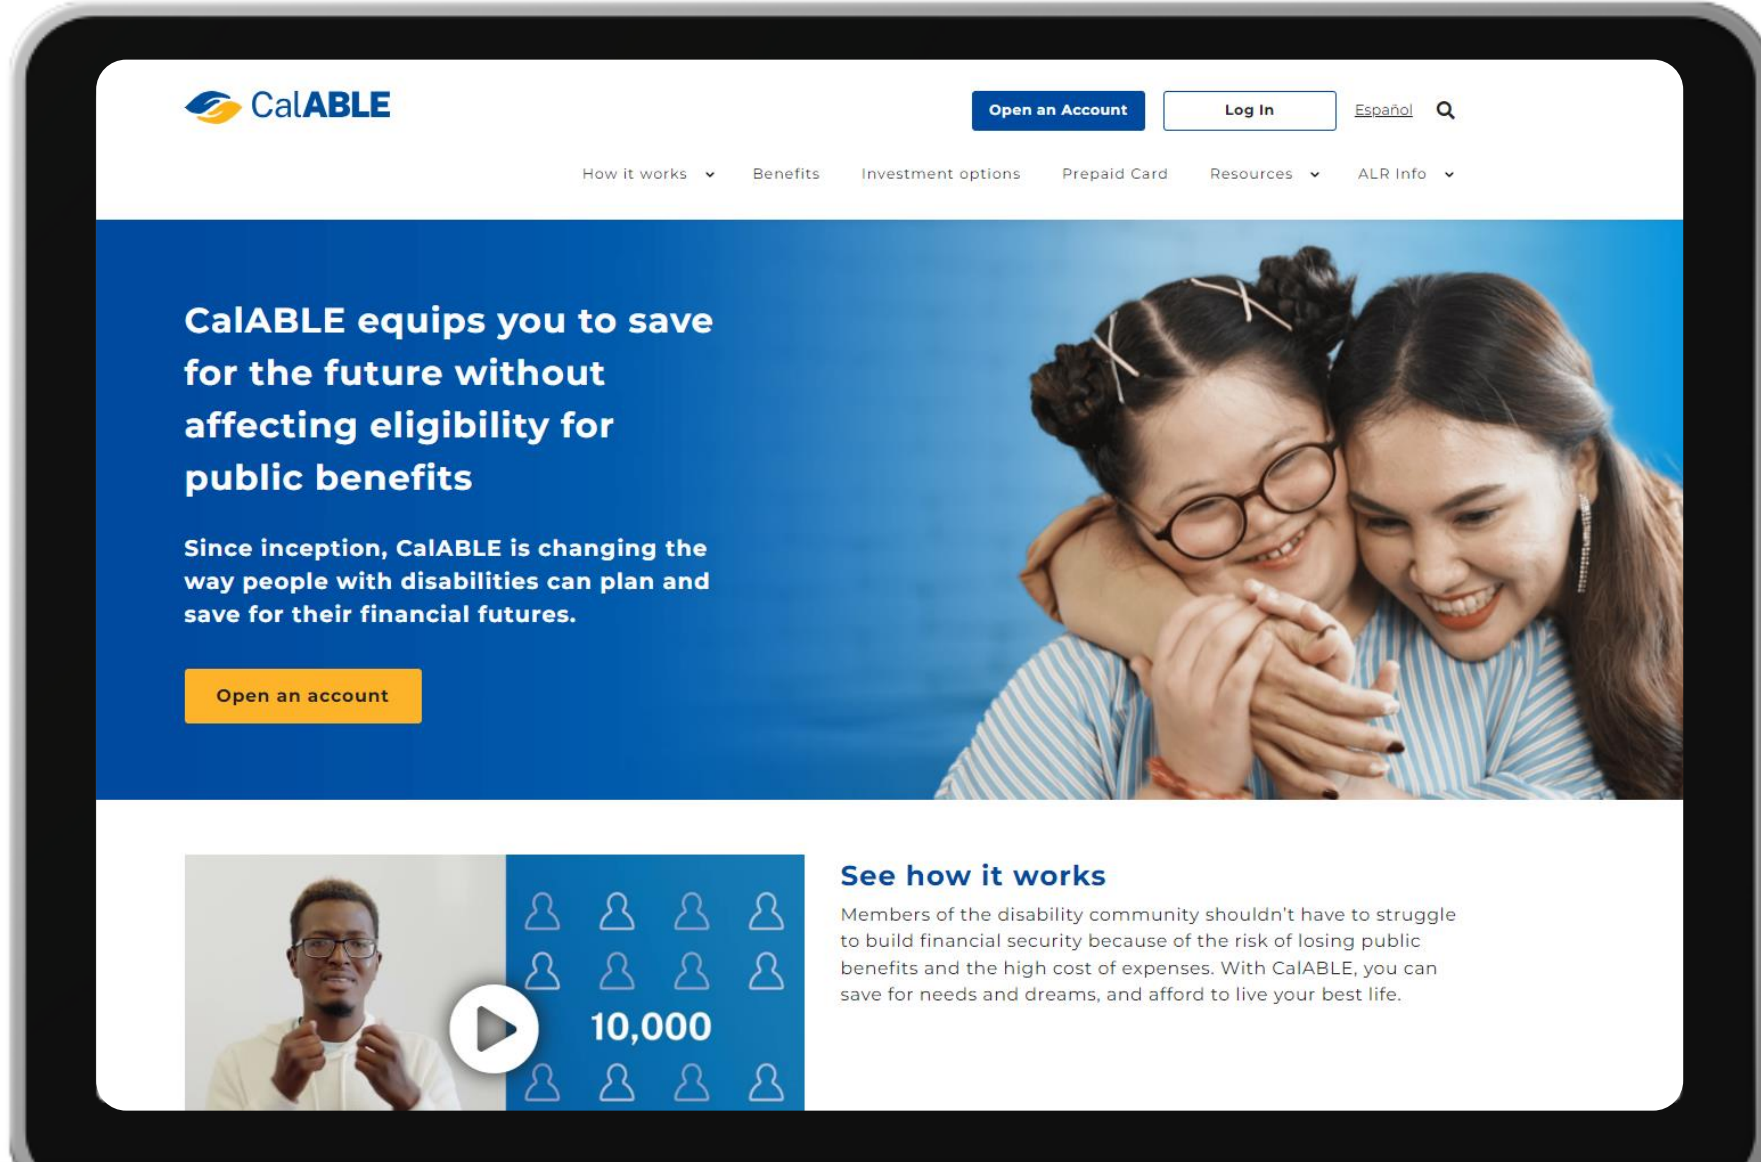 CalABLE
Open an Account
Log In
Español
How it works
Benefits
Investment options
Prepaid Card
Resources
ALR Info
CalABLE equips you to save
for the future without
affecting eligibility for
public benefits
Since inception, CalABLE is changing the
way people with disabilities can plan and
save for their financial futures.
Open an account
10,000
See how it works
Members of the disability community shouldn't have to struggle
to build financial security because of the risk of losing public
benefits and the high cost of expenses. With CalABLE, you can
save for needs and dreams, and afford to live your best life.